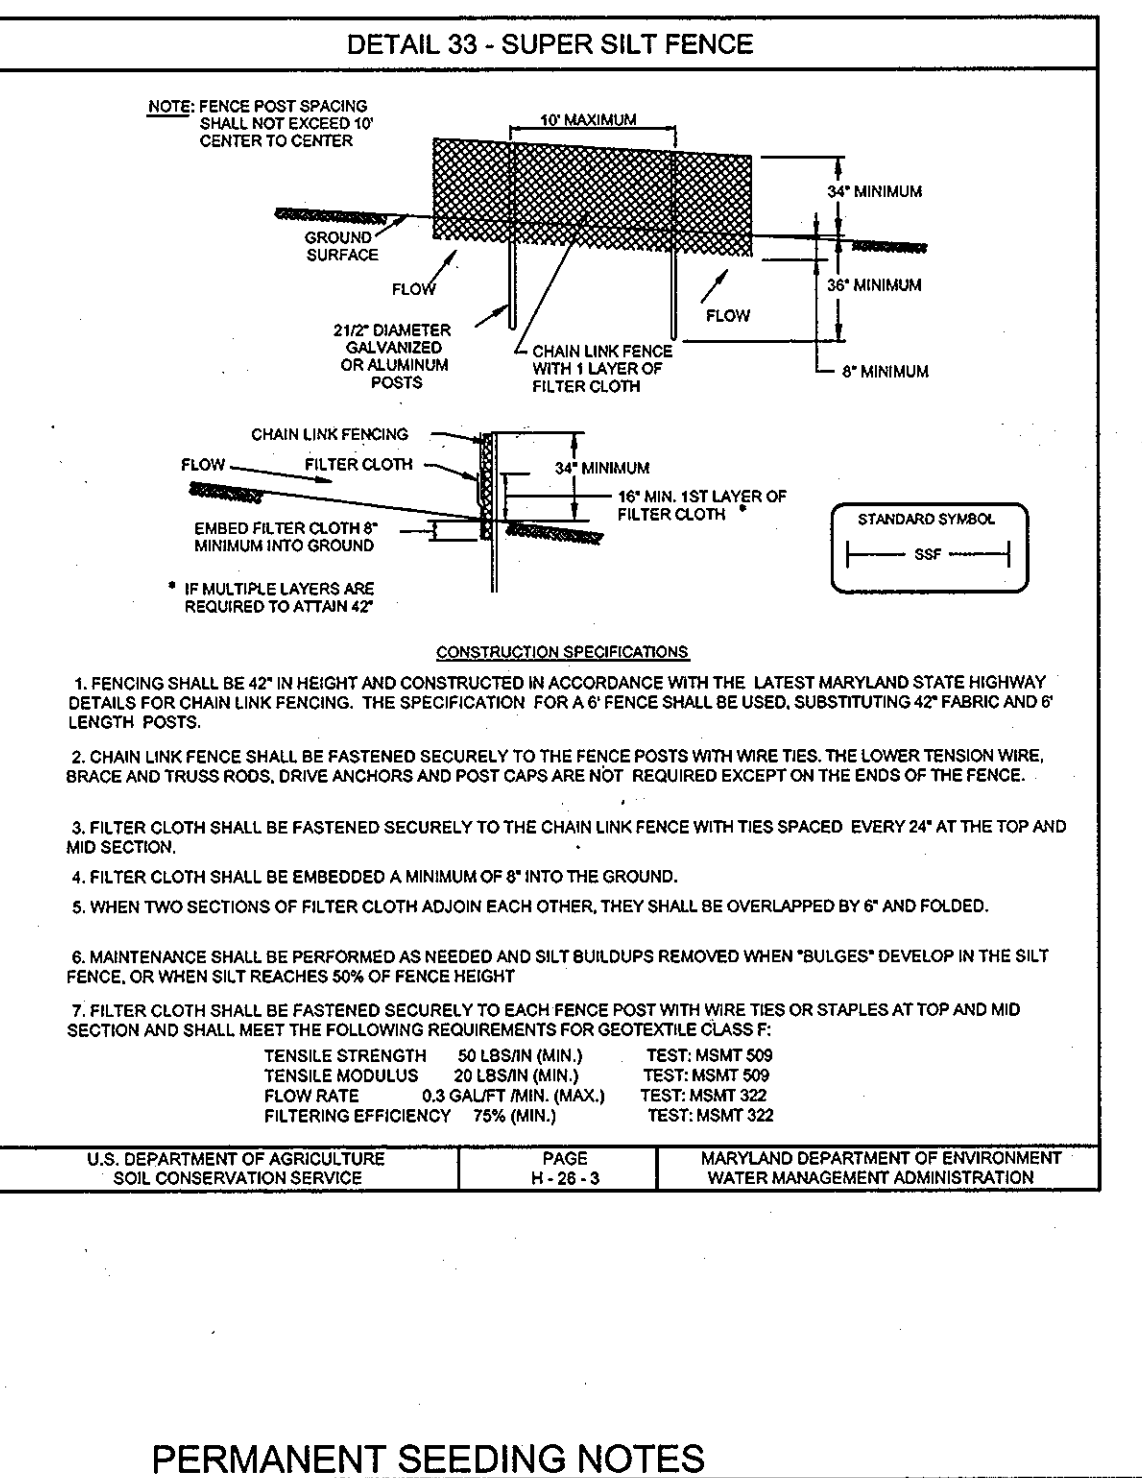 DETAIL 33 - SUPER SILT FENCE
NOTE: FENCE POST SPACING
SHALL NOT EXCEED 10'
CENTER TO CENTER
10' MAXIMUM
34" MINIMUM
GROUND
SURFACE
FLOW
36" MINIMUM
FLOW
21/2" DIAMETER
GALVANIZED
OR ALUMINUM
POSTS
CHAIN LINK FENCE
WITH 1 LAYER OF
FILTER CLOTH
8" MINIMUM
CHAIN LINK FENCING
FLOW
FILTER CLOTH
34" MINIMUM
16" MIN. 1ST LAYER OF
FILTER CLOTH *
EMBED FILTER CLOTH 8"
MINIMUM INTO GROUND
* IF MULTIPLE LAYERS ARE
REQUIRED TO ATTAIN 42"
STANDARD SYMBOL
SSF
CONSTRUCTION SPECIFICATIONS
1. FENCING SHALL BE 42" IN HEIGHT AND CONSTRUCTED IN ACCORDANCE WITH THE LATEST MARYLAND STATE HIGHWAY
DETAILS FOR CHAIN LINK FENCING. THE SPECIFICATION FOR A 6' FENCE SHALL BE USED, SUBSTITUTING 42" FABRIC AND 6'
LENGTH POSTS.
2. CHAIN LINK FENCE SHALL BE FASTENED SECURELY TO THE FENCE POSTS WITH WIRE TIES. THE LOWER TENSION WIRE,
BRACE AND TRUSS RODS, DRIVE ANCHORS AND POST CAPS ARE NOT REQUIRED EXCEPT ON THE ENDS OF THE FENCE.
3. FILTER CLOTH SHALL BE FASTENED SECURELY TO THE CHAIN LINK FENCE WITH TIES SPACED EVERY 24" AT THE TOP AND
MID SECTION.
4. FILTER CLOTH SHALL BE EMBEDDED A MINIMUM OF 8" INTO THE GROUND.
5. WHEN TWO SECTIONS OF FILTER CLOTH ADJOIN EACH OTHER, THEY SHALL BE OVERLAPPED BY 6" AND FOLDED.
6. MAINTENANCE SHALL BE PERFORMED AS NEEDED AND SILT BUILDUPS REMOVED WHEN "BULGES" DEVELOP IN THE SILT
FENCE, OR WHEN SILT REACHES 50% OF FENCE HEIGHT
7. FILTER CLOTH SHALL BE FASTENED SECURELY TO EACH FENCE POST WITH WIRE TIES OR STAPLES AT TOP AND MID
SECTION AND SHALL MEET THE FOLLOWING REQUIREMENTS FOR GEOTEXTILE CLASS F:
TENSILE STRENGTH 50 LBS/IN (MIN.) TEST: MSMT 509
TENSILE MODULUS 20 LBS/IN (MIN.) TEST: MSMT 509
FLOW RATE 0.3 GAL/FT /MIN. (MAX.) TEST: MSMT 322
FILTERING EFFICIENCY 75% (MIN.) TEST: MSMT 322
U.S. DEPARTMENT OF AGRICULTURE
SOIL CONSERVATION SERVICE
PAGE
H - 26 - 3
MARYLAND DEPARTMENT OF ENVIRONMENT
WATER MANAGEMENT ADMINISTRATION
PERMANENT SEEDING NOTES